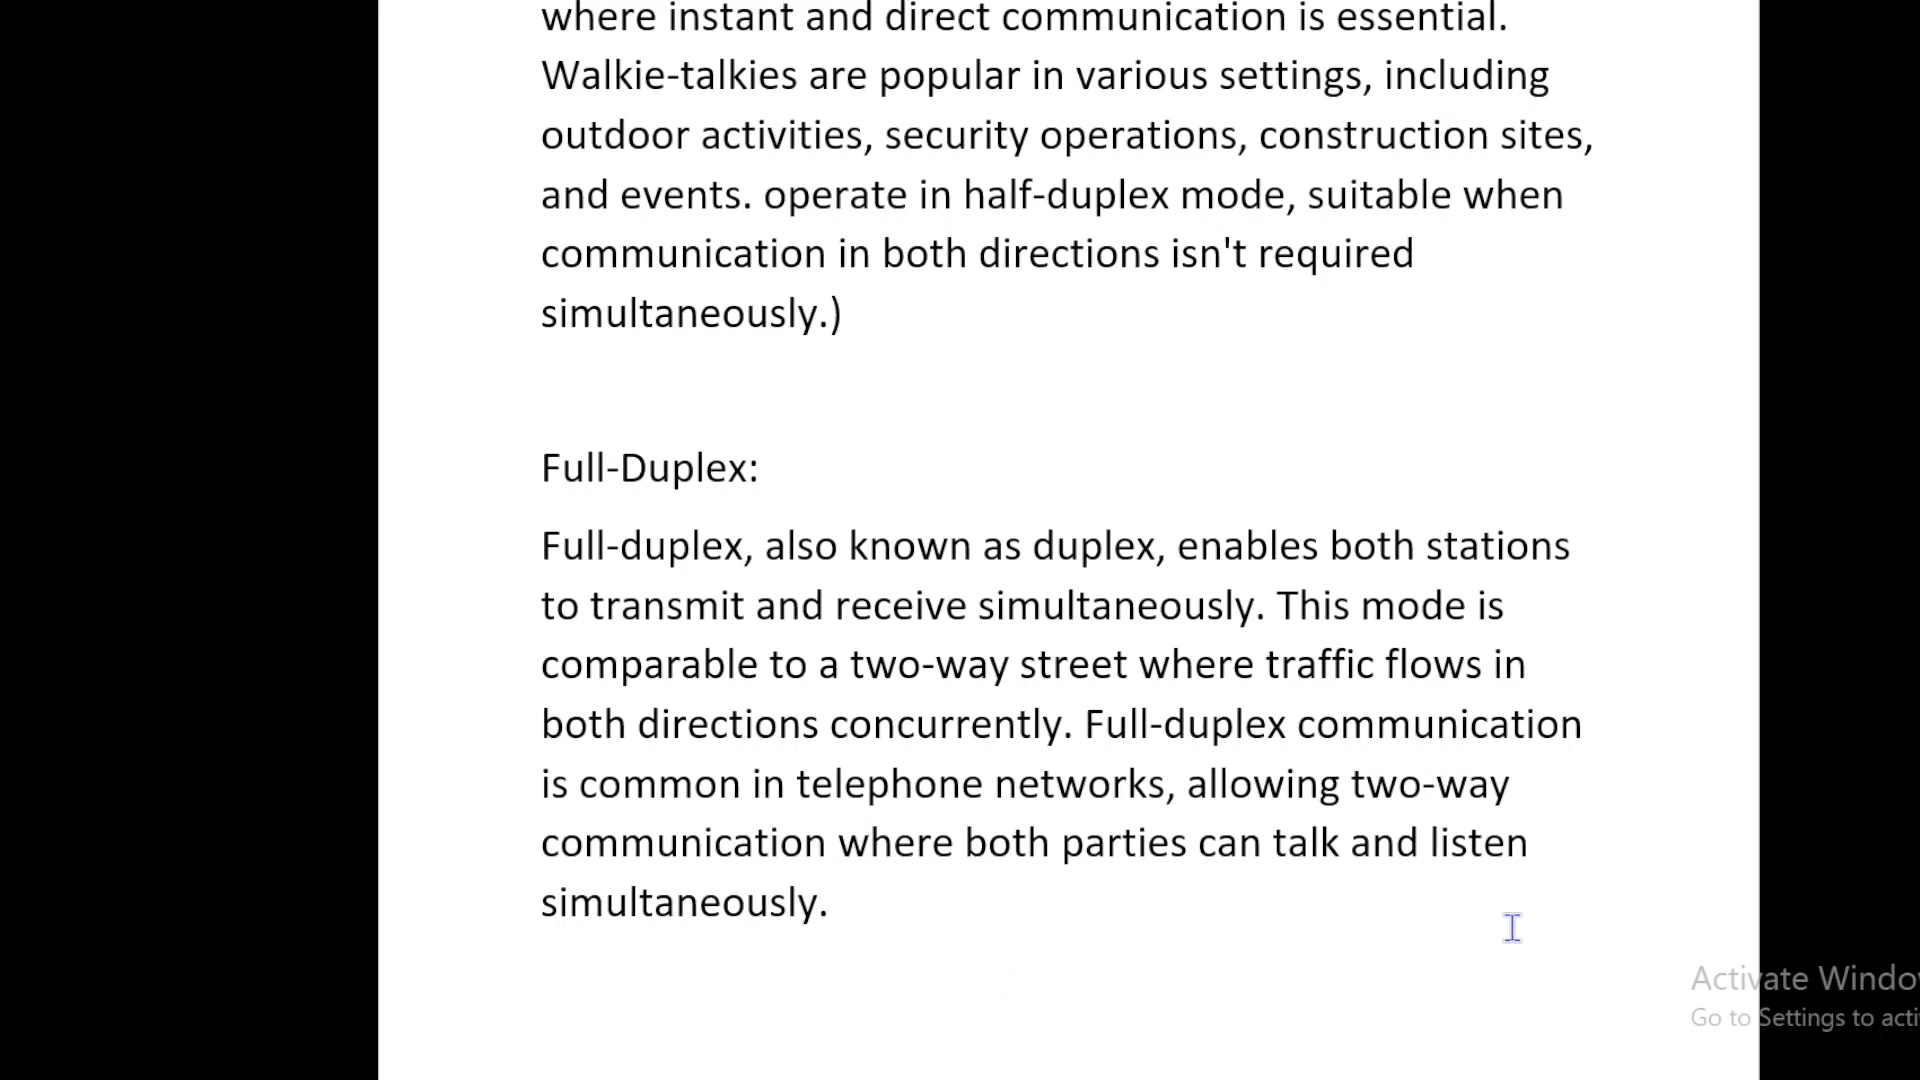 where instant and direct communication is essential.
Walkie-talkies are popular in various settings, including
outdoor activities, security operations, construction sites,
and events. operate in half-duplex mode, suitable when
communication in both directions isn't required
simultaneously.)
Full-Duplex:
Full-duplex, also known as duplex, enables both stations
to transmit and receive simultaneously. This mode is
comparable to a two-way street where traffic flows in
both directions concurrently. Full-duplex communication
is common in telephone networks, allowing two-way
communication where both parties can talk and listen
simultaneously.
Activate Windo
Go to Settings to acti